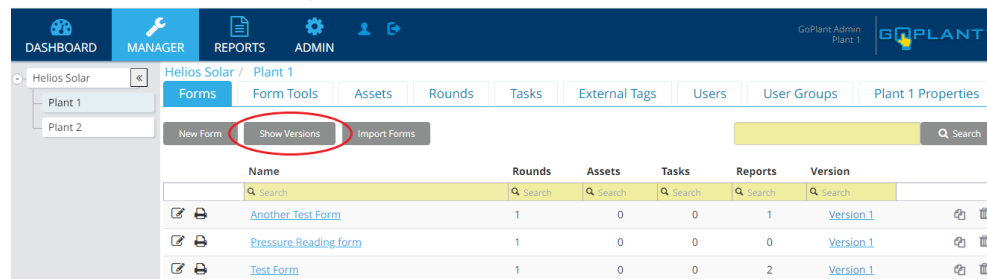 GoPlant Admin
Plant 1
GOPLANT
DASHBOARD MANAGER REPORTS ADMIN
Helios Solar «
Plant 1
Plant 2
Helios Solar / Plant 1
Forms Form Tools Assets Rounds Tasks External Tags Users User Groups Plant 1 Properties
New Form Show Versions Import Forms Search
Name Rounds Assets Tasks Reports Version
Search Search Search Search Search Search
Another Test Form 1 0 0 1 Version 1
Pressure Reading form 1 0 0 0 Version 1
Test Form 1 0 0 2 Version 1